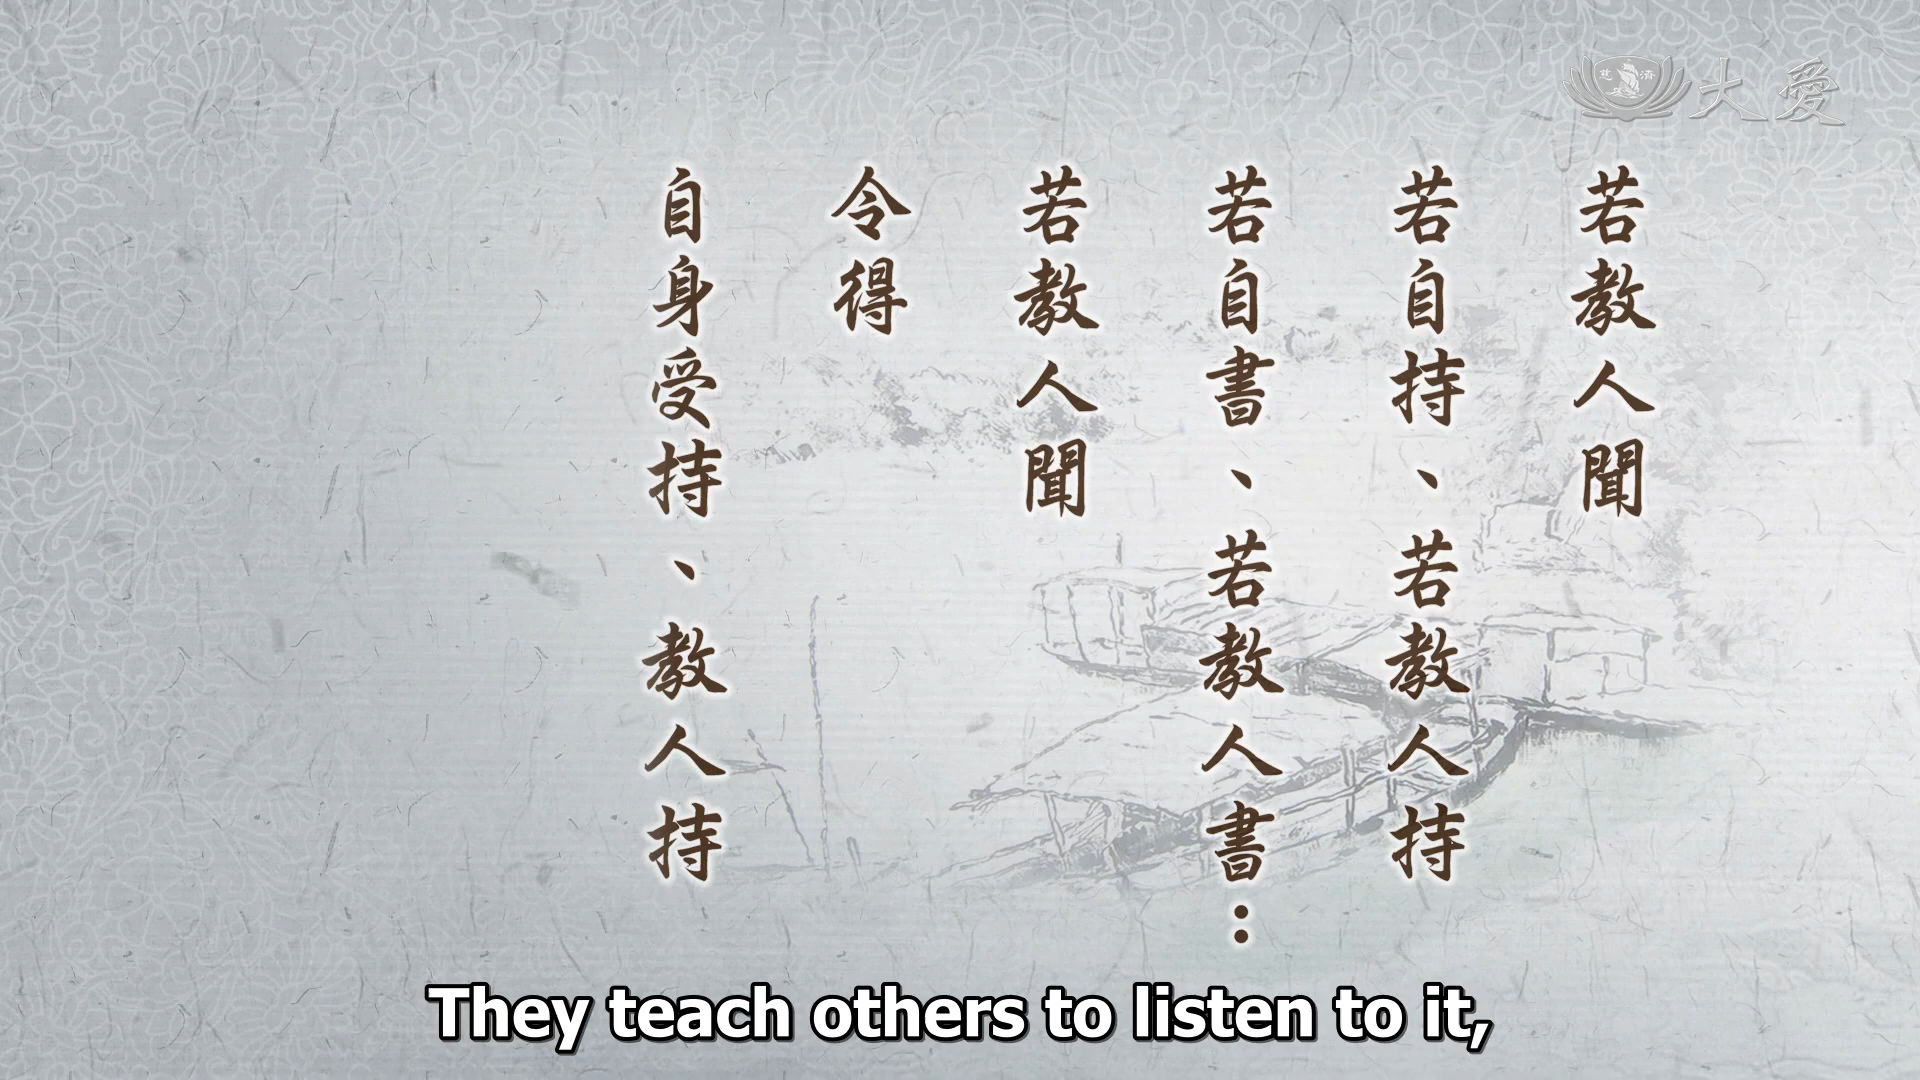 大愛
慈濟
若教人聞
若自持、若教人持
若自書、若教人書：
若教人聞
令得
自身受持、教人持
They teach others to listen to it,